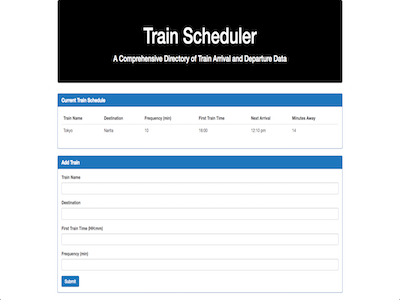 Train Scheduler
A Comprehensive Directory of Train Arrival and Departure Data
Current Train Schedule
Train Name Destination Frequency (min) First Train Time Next Arrival Minutes Away
Tokyo Narita 15 16:00 12:10 pm 14
Add Train
Train Name
Destination
First Train Time (HH:mm)
Frequency (min)
Submit